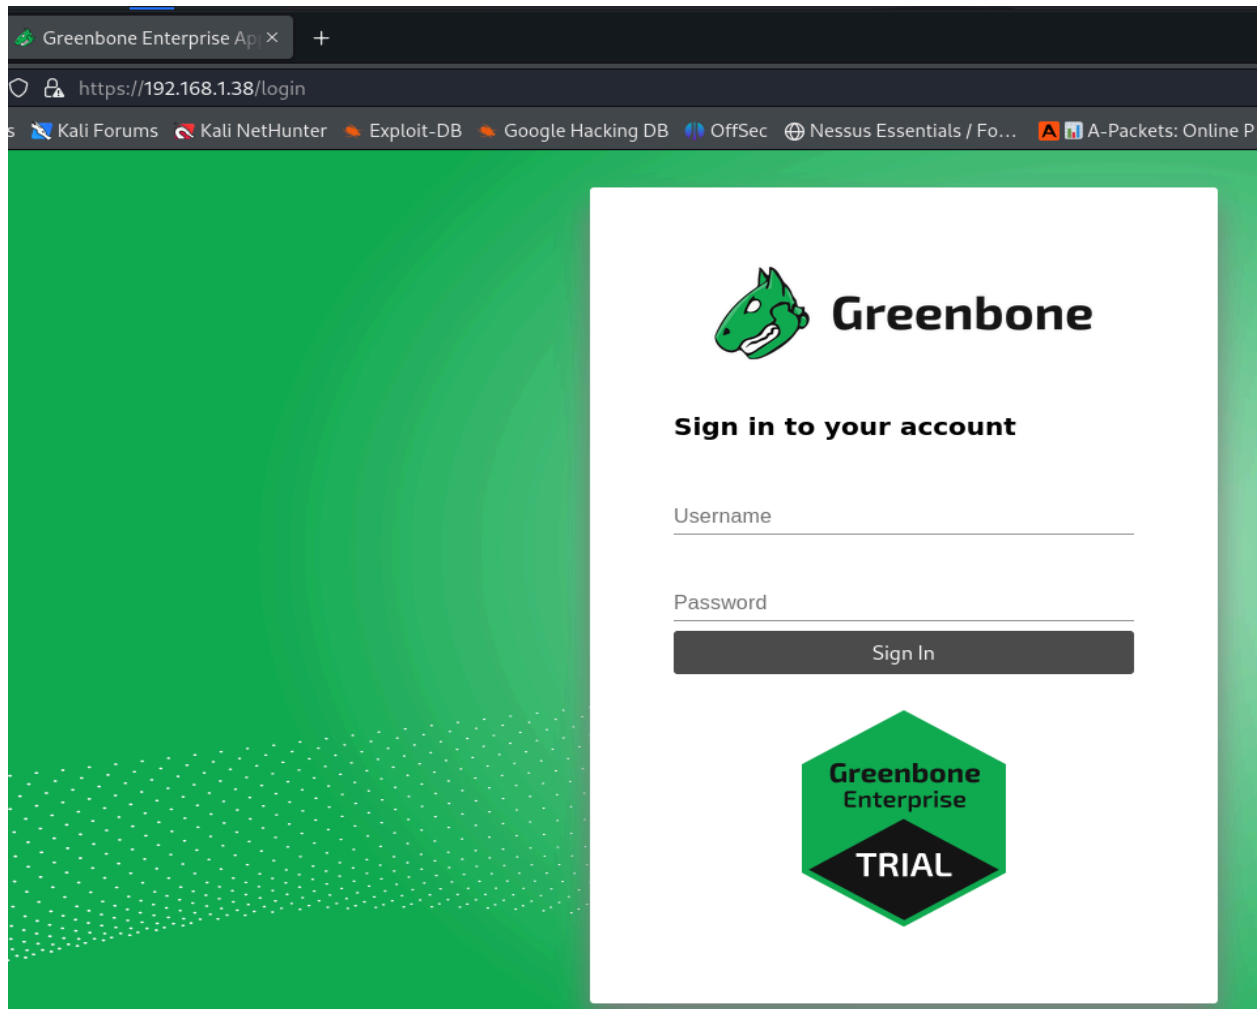 Greenbone Enterprise Ap
https://192.168.1.38/login
s Kali Forums Kali NetHunter Exploit-DB Google Hacking DB OffSec Nessus Essentials / Fo... A-Packets: Online P
Greenbone
Sign in to your account
Username
Password
Sign In
Greenbone
Enterprise
TRIAL